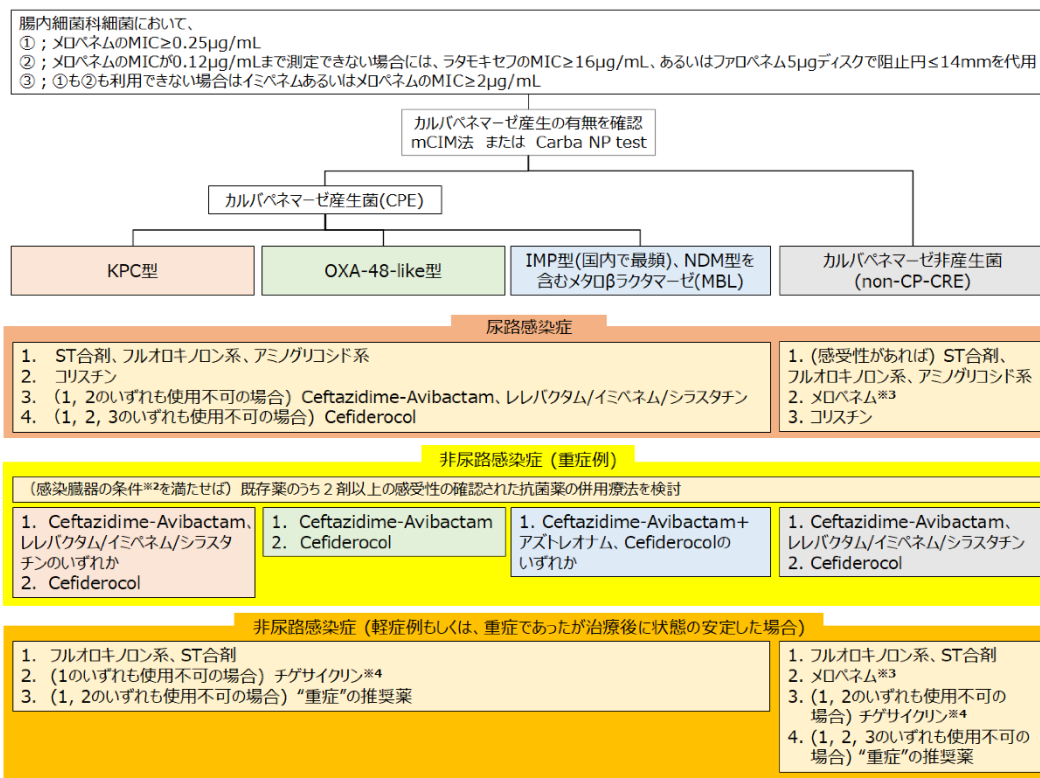 腸内細菌科細菌において、
①；メロペネムのMIC≥0.25μg/mL
②；メロペネムのMICが0.12μg/mLまで測定できない場合には、ラタモキセフのMIC≥16μg/mL、あるいはファロペネム5μgディスクで阻止円≤14mmを代用
③；①も②も利用できない場合はイミペネムあるいはメロペネムのMIC≥2μg/mL
カルバペネマーゼ産生の有無を確認
mCIM法 または Carba NP test
カルバペネマーゼ産生菌(CPE)
KPC型
OXA-48-like型
IMP型(国内で最頻)、NDM型を
含むメタロβラクタマーゼ(MBL)
カルバペネマーゼ非産生菌
(non-CP-CRE)
尿路感染症
1. ST合剤、フルオロキノロン系、アミノグリコシド系
2. コリスチン
3. (1, 2のいずれも使用不可の場合) Ceftazidime-Avibactam、レレバクタム/イミペネム/シラスタチン
4. (1, 2, 3のいずれも使用不可の場合) Cefiderocol
1. (感受性があれば) ST合剤、
フルオロキノロン系、アミノグリコシド系
2. メロペネム※3
3. コリスチン
非尿路感染症 (重症例)
（感染臓器の条件※2を満たせば）既存薬のうち２剤以上の感受性の確認された抗菌薬の併用療法を検討
1. Ceftazidime-Avibactam、
レレバクタム/イミペネム/シラスタ
チンのいずれか
2. Cefiderocol
1. Ceftazidime-Avibactam
2. Cefiderocol
1. Ceftazidime-Avibactam+
アズトレオナム、Cefiderocolの
いずれか
1. Ceftazidime-Avibactam、
レレバクタム/イミペネム/シラスタチン
2. Cefiderocol
非尿路感染症 (軽症例もしくは、重症であったが治療後に状態の安定した場合)
1. フルオロキノロン系、ST合剤
2. (1のいずれも使用不可の場合) チゲサイクリン※4
3. (1, 2のいずれも使用不可の場合) “重症”の推奨薬
1. フルオロキノロン系、ST合剤
2. メロペネム※3
3. (1, 2のいずれも使用不可の
場合) チゲサイクリン※4
4. (1, 2, 3のいずれも使用不可の
場合) “重症”の推奨薬